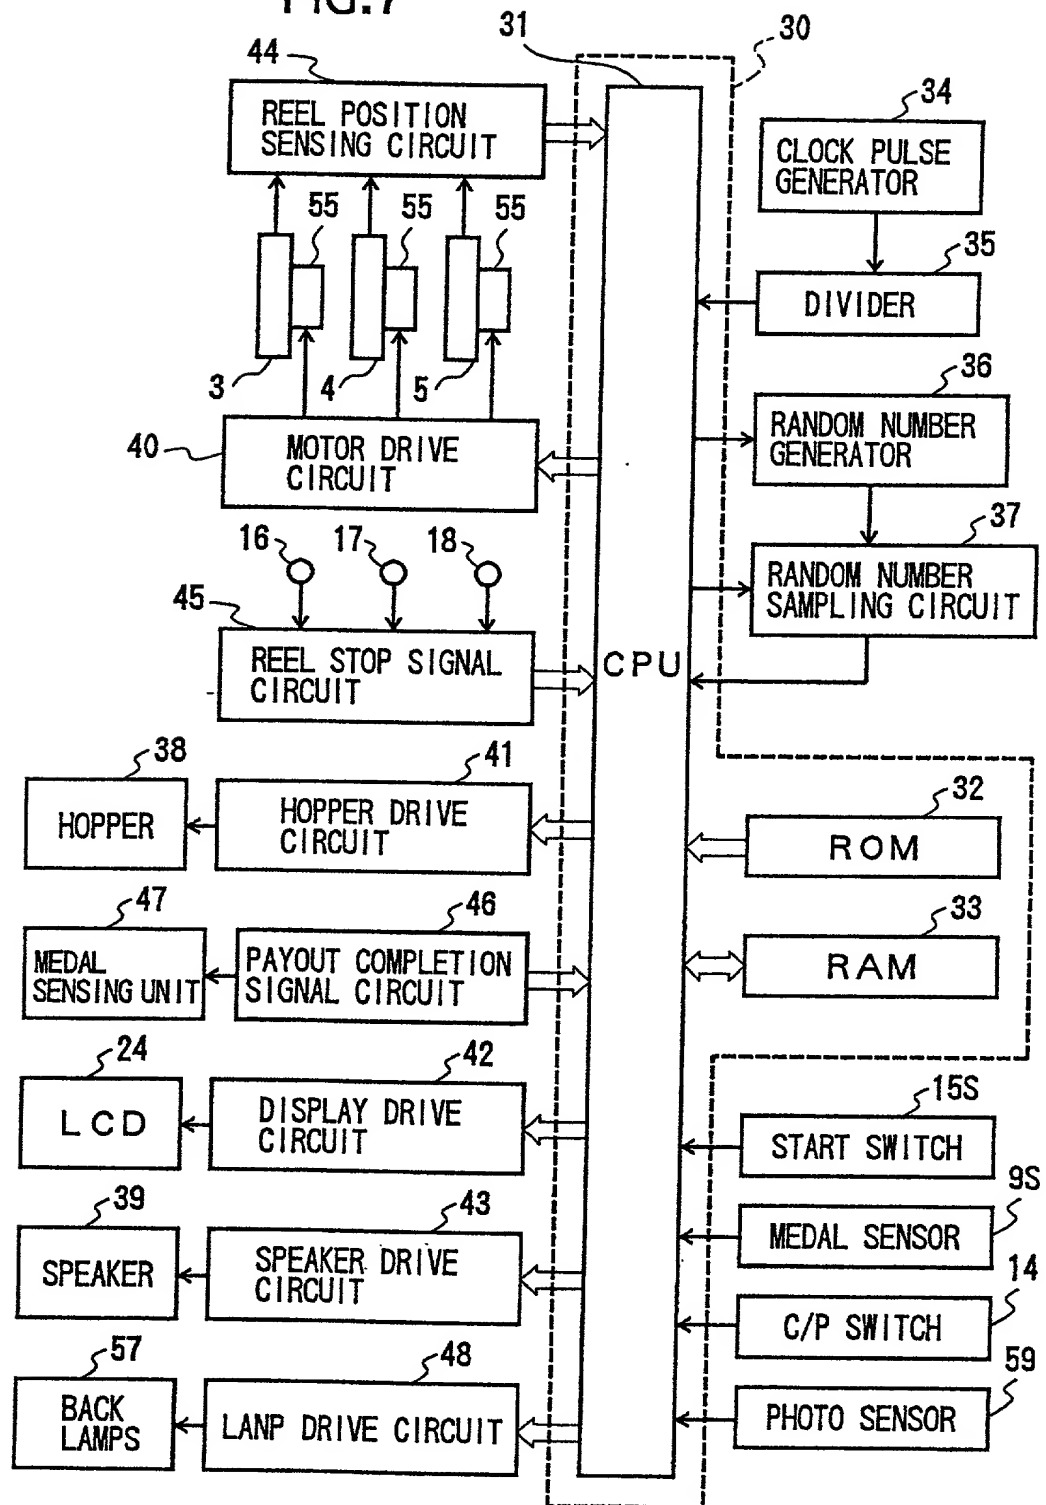 FIG.7
31
30
44
REEL POSITION
SENSING CIRCUIT
34
CLOCK PULSE
GENERATOR
55
55
55
35
DIVIDER
3
4
5
36
RANDOM NUMBER
GENERATOR
40
MOTOR DRIVE
CIRCUIT
37
RANDOM NUMBER
SAMPLING CIRCUIT
16
17
18
45
REEL STOP SIGNAL
CIRCUIT
CPU
38
HOPPER
41
HOPPER DRIVE
CIRCUIT
32
ROM
47
MEDAL
SENSING UNIT
46
PAYOUT COMPLETION
SIGNAL CIRCUIT
33
RAM
24
LCD
42
DISPLAY DRIVE
CIRCUIT
15S
START SWITCH
9S
MEDAL SENSOR
39
SPEAKER
43
SPEAKER DRIVE
CIRCUIT
14
C/P SWITCH
57
BACK
LAMPS
48
LANP DRIVE CIRCUIT
59
PHOTO SENSOR